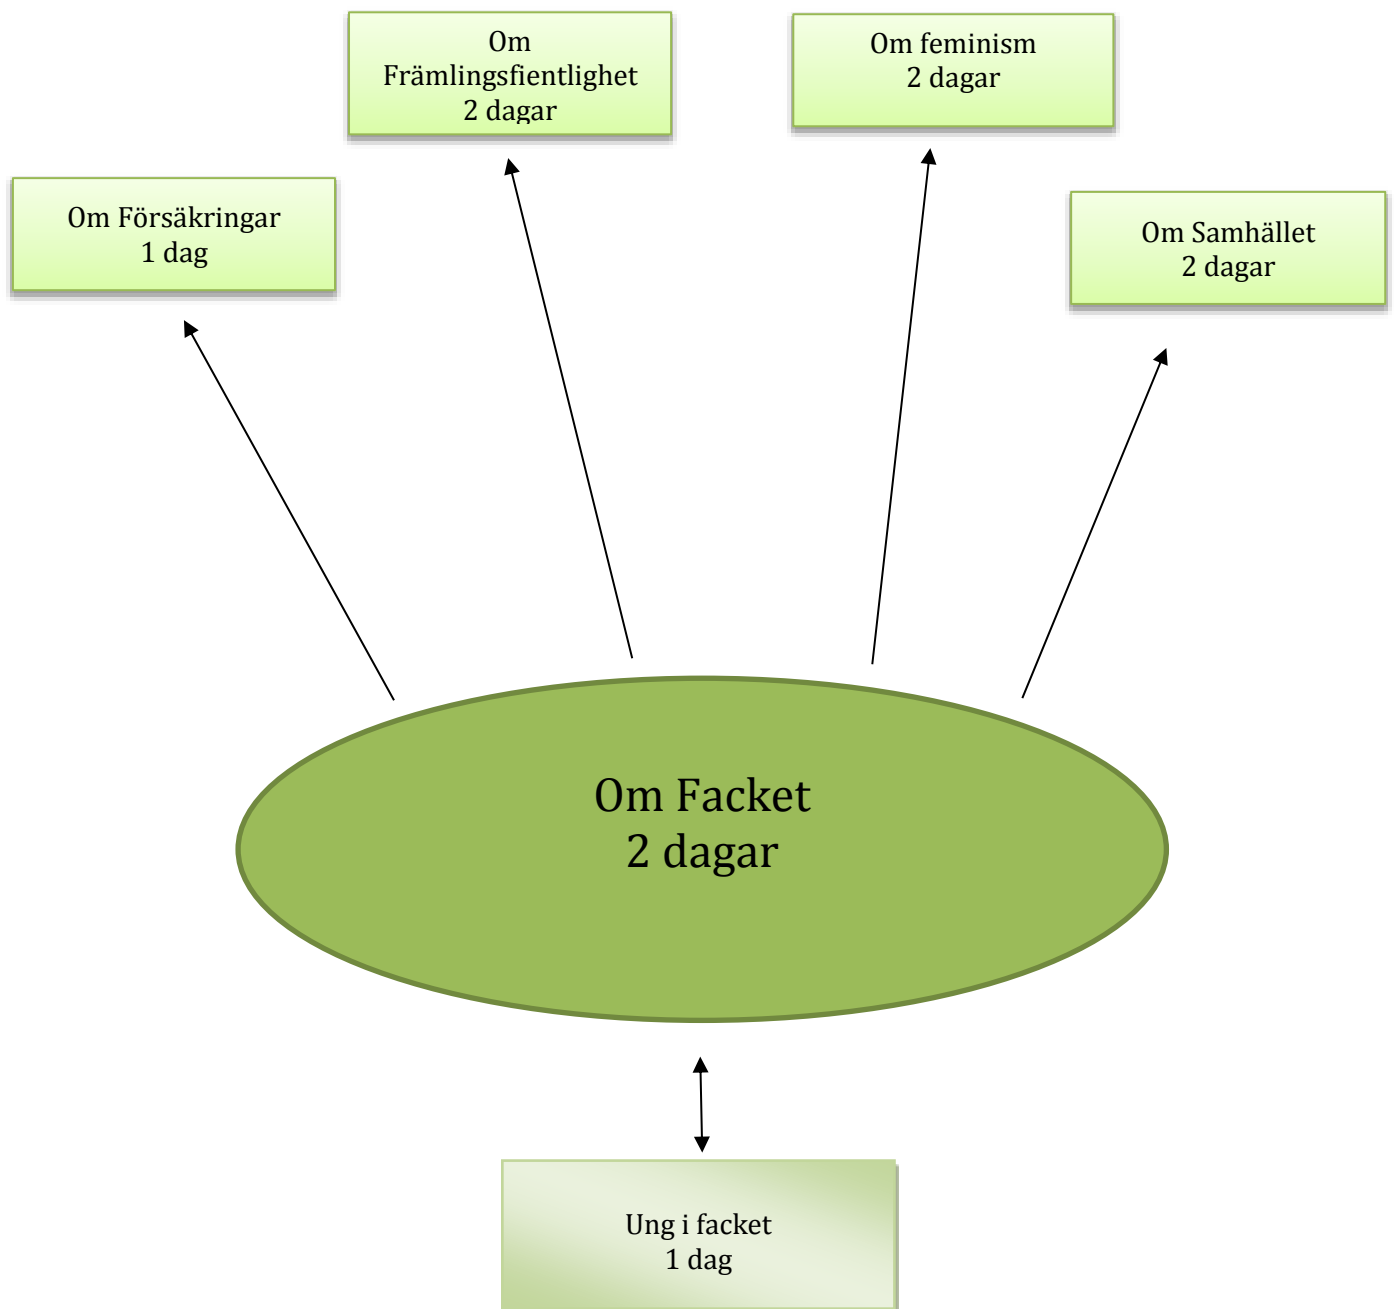 Om
Främlingsfientlighet
2 dagar
Om feminism
2 dagar
Om Försäkringar
1 dag
Om Samhället
2 dagar
Om Facket
2 dagar
Ung i facket
1 dag